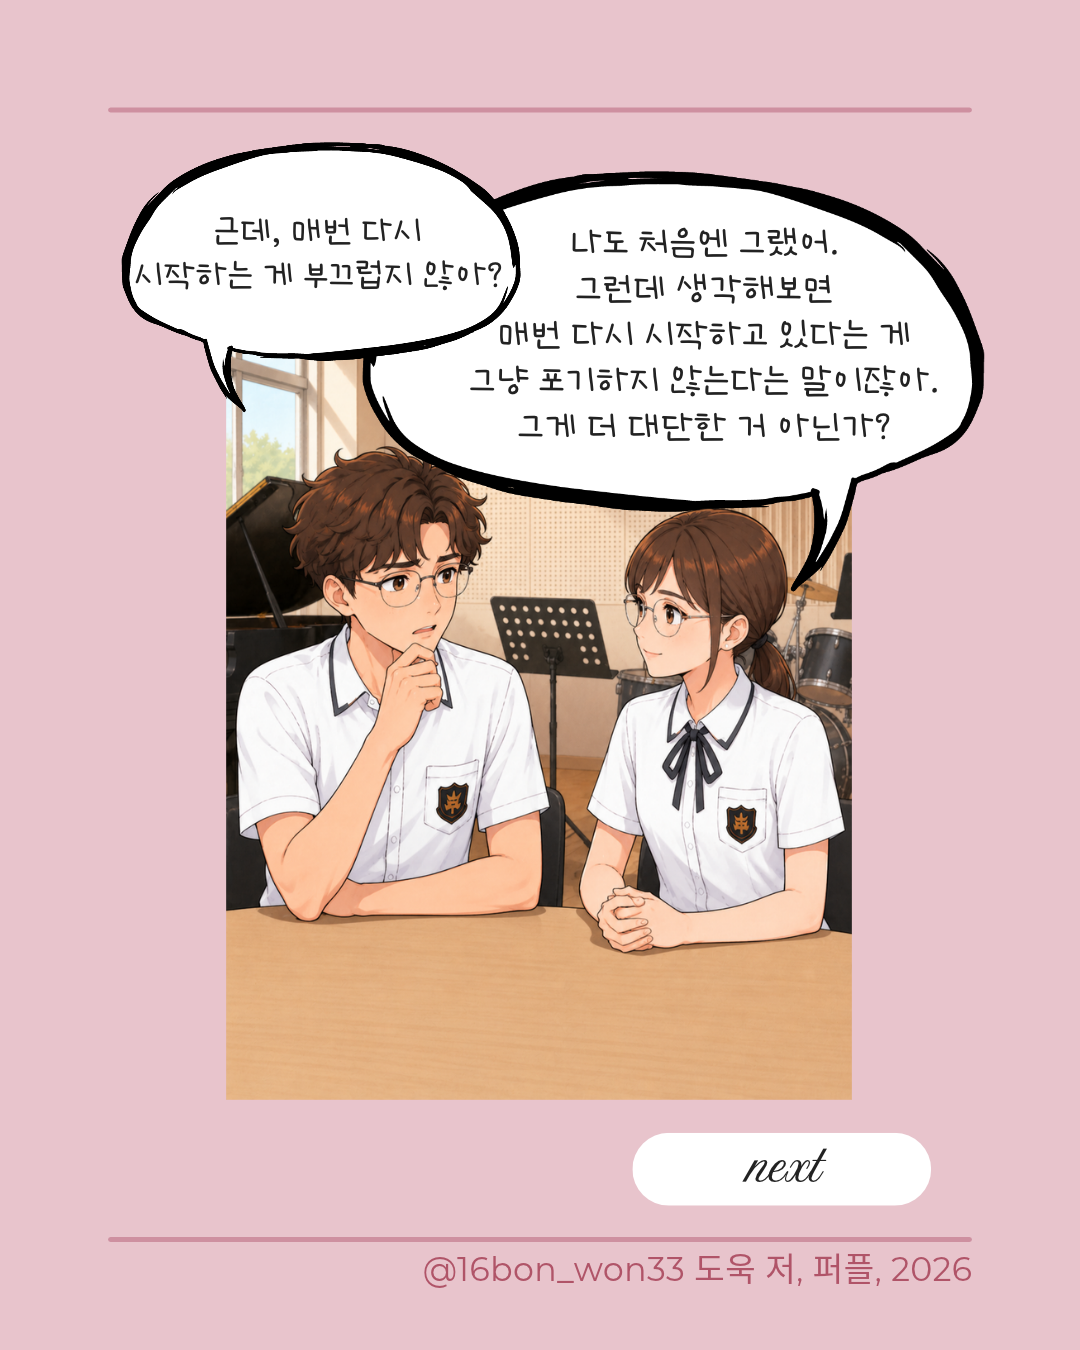 근데, 매번 다시
시작하는 게 부끄럽지 않아?
나도 처음엔 그랬어.
그런데 생각해보면
매번 다시 시작하고 있다는 게
그냥 포기하지 않는다는 말이잖아.
그게 더 대단한 거 아닌가?
next
@16bon_won33 도욱 저, 퍼플, 2026